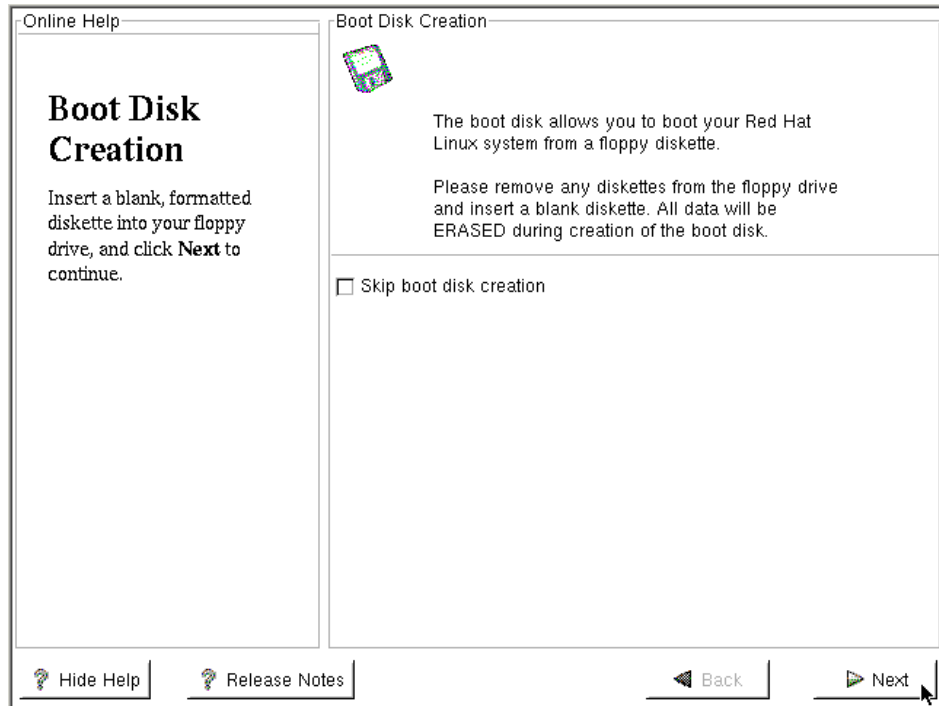 Online Help
Boot Disk
Creation
Insert a blank, formatted
diskette into your floppy
drive, and click Next to
continue.
Boot Disk Creation
The boot disk allows you to boot your Red Hat
Linux system from a floppy diskette.
Please remove any diskettes from the floppy drive
and insert a blank diskette. All data will be
ERASED during creation of the boot disk.
Skip boot disk creation
Hide Help
Release Notes
Back
Next